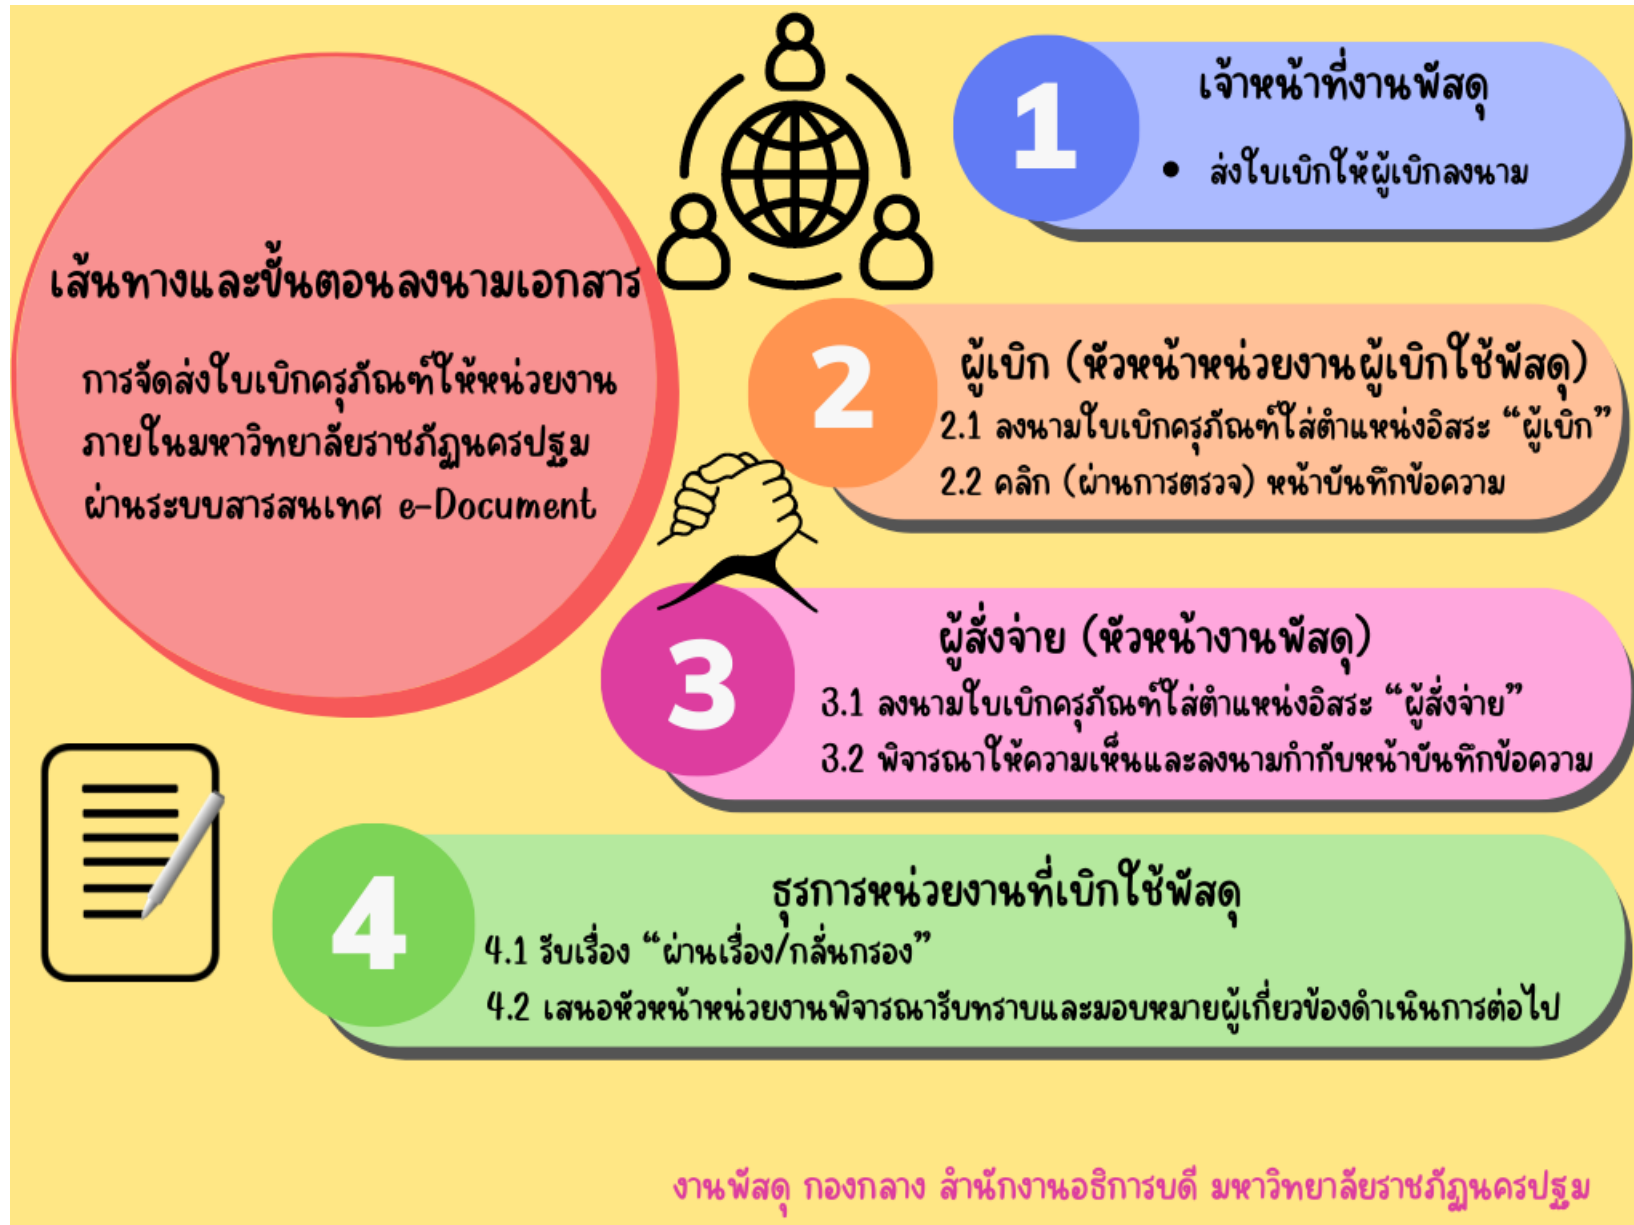 เส้นทางและขั้นตอนลงนามเอกสาร
การจัดส่งใบเบิกครุภัณฑ์ให้หน่วยงาน
ภายในมหาวิทยาลัยราชภัฏนครปฐม
ผ่านระบบสารสนเทศ e-Document
1
เจ้าหน้าที่งานพัสดุ
• ส่งใบเบิกให้ผู้เบิกลงนาม
2
ผู้เบิก (หัวหน้าหน่วยงานผู้เบิกใช้พัสดุ)
2.1 ลงนามใบเบิกครุภัณฑ์ใส่ตำแหน่งอิสระ “ผู้เบิก”
2.2 คลิก (ผ่านการตรวจ) หน้าบันทึกข้อความ
3
ผู้สั่งจ่าย (หัวหน้างานพัสดุ)
3.1 ลงนามใบเบิกครุภัณฑ์ใส่ตำแหน่งอิสระ “ผู้สั่งจ่าย”
3.2 พิจารณาให้ความเห็นและลงนามกำกับหน้าบันทึกข้อความ
4
ธุรการหน่วยงานที่เบิกใช้พัสดุ
4.1 รับเรื่อง “ผ่านเรื่อง/กลั่นกรอง”
4.2 เสนอหัวหน้าหน่วยงานพิจารณารับทราบและมอบหมายผู้เกี่ยวข้องดำเนินการต่อไป
งานพัสดุ กองกลาง สำนักงานอธิการบดี มหาวิทยาลัยราชภัฏนครปฐม